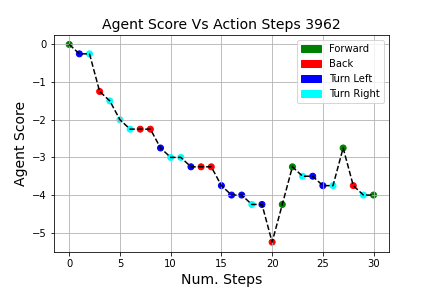 Agent Score Vs Action Steps 3962
Forward
Back
Turn Left
Turn Right
Agent Score
0
−1
−2
−3
−4
−5
0 5 10 15 20 25 30
Num. Steps